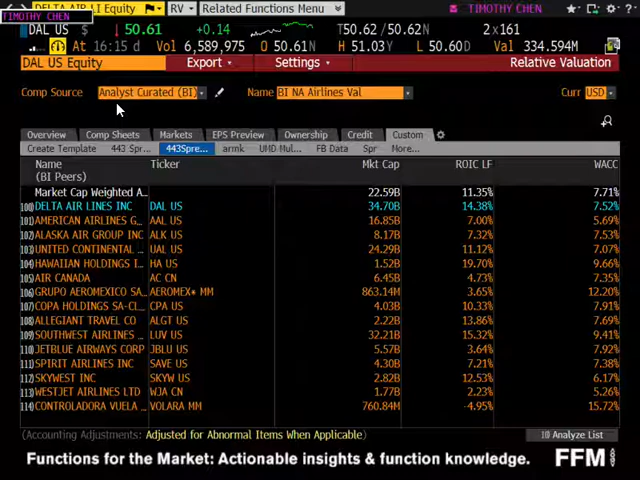 DELTA AIR LI Equity RV Related Functions Menu TIMOTHY CHEN
TIMOTHY CHEN
DAL US $ ↓ 50.61 +0.14 T50.62/50.62N 2x161
At 16:15 d Vol 6,589,975 O 50.61N H 51.03Y L 50.36N Val 334.594M
DAL US Equity Export Settings Relative Valuation
Comp Source Analyst Curated (BI) Name BI NA Airlines Val Curr USD
Overview Comp Sheets Markets EPS Preview Ownership Credit Custom
Create Template 443 Spr... 443Spre... armk UMD-Mul... FB Data Spr More...
Name Ticker Mkt Cap ROIC LF WACC
(BI Peers)
Market Cap Weighted A... 22.59B 11.35% 7.71%
100) DELTA AIR LINES INC DAL US 34.70B 14.38% 7.52%
101) AMERICAN AIRLINES G... AAL US 16.85B 7.00% 5.69%
102) ALASKA AIR GROUP INC ALK US 8.17B 7.32% 7.53%
103) UNITED CONTINENTAL ... UAL US 24.29B 11.12% 7.07%
104) HAWAIIAN HOLDINGS I... HA US 1.52B 19.70% 9.66%
105) AIR CANADA AC CN 6.45B 4.73% 7.35%
106) GRUPO AEROMEXICO SA... AEROMEX* MM 863.14M 3.65% 12.20%
107) COPA HOLDINGS SA-CL... CPA US 4.03B 10.33% 7.91%
108) ALLEGIANT TRAVEL CO ALGT US 2.22B 13.86% 7.69%
109) SOUTHWEST AIRLINES ... LUV US 32.21B 15.32% 9.41%
110) JETBLUE AIRWAYS CORP JBLU US 5.57B 3.64% 7.92%
111) SPIRIT AIRLINES INC SAVE US 4.30B 7.21% 7.38%
112) SKYWEST INC SKYW US 2.82B 12.53% 6.17%
113) WESTJET AIRLINES LTD WJA CN 1.77B 2.23% 5.26%
114) CONTROLADORA VUELA ... VOLARA MM 760.84M -4.95% 15.72%
(Accounting Adjustments: Adjusted for Abnormal Items When Applicable) 10 Analyze List
Functions for the Market: Actionable insights & function knowledge. FFM